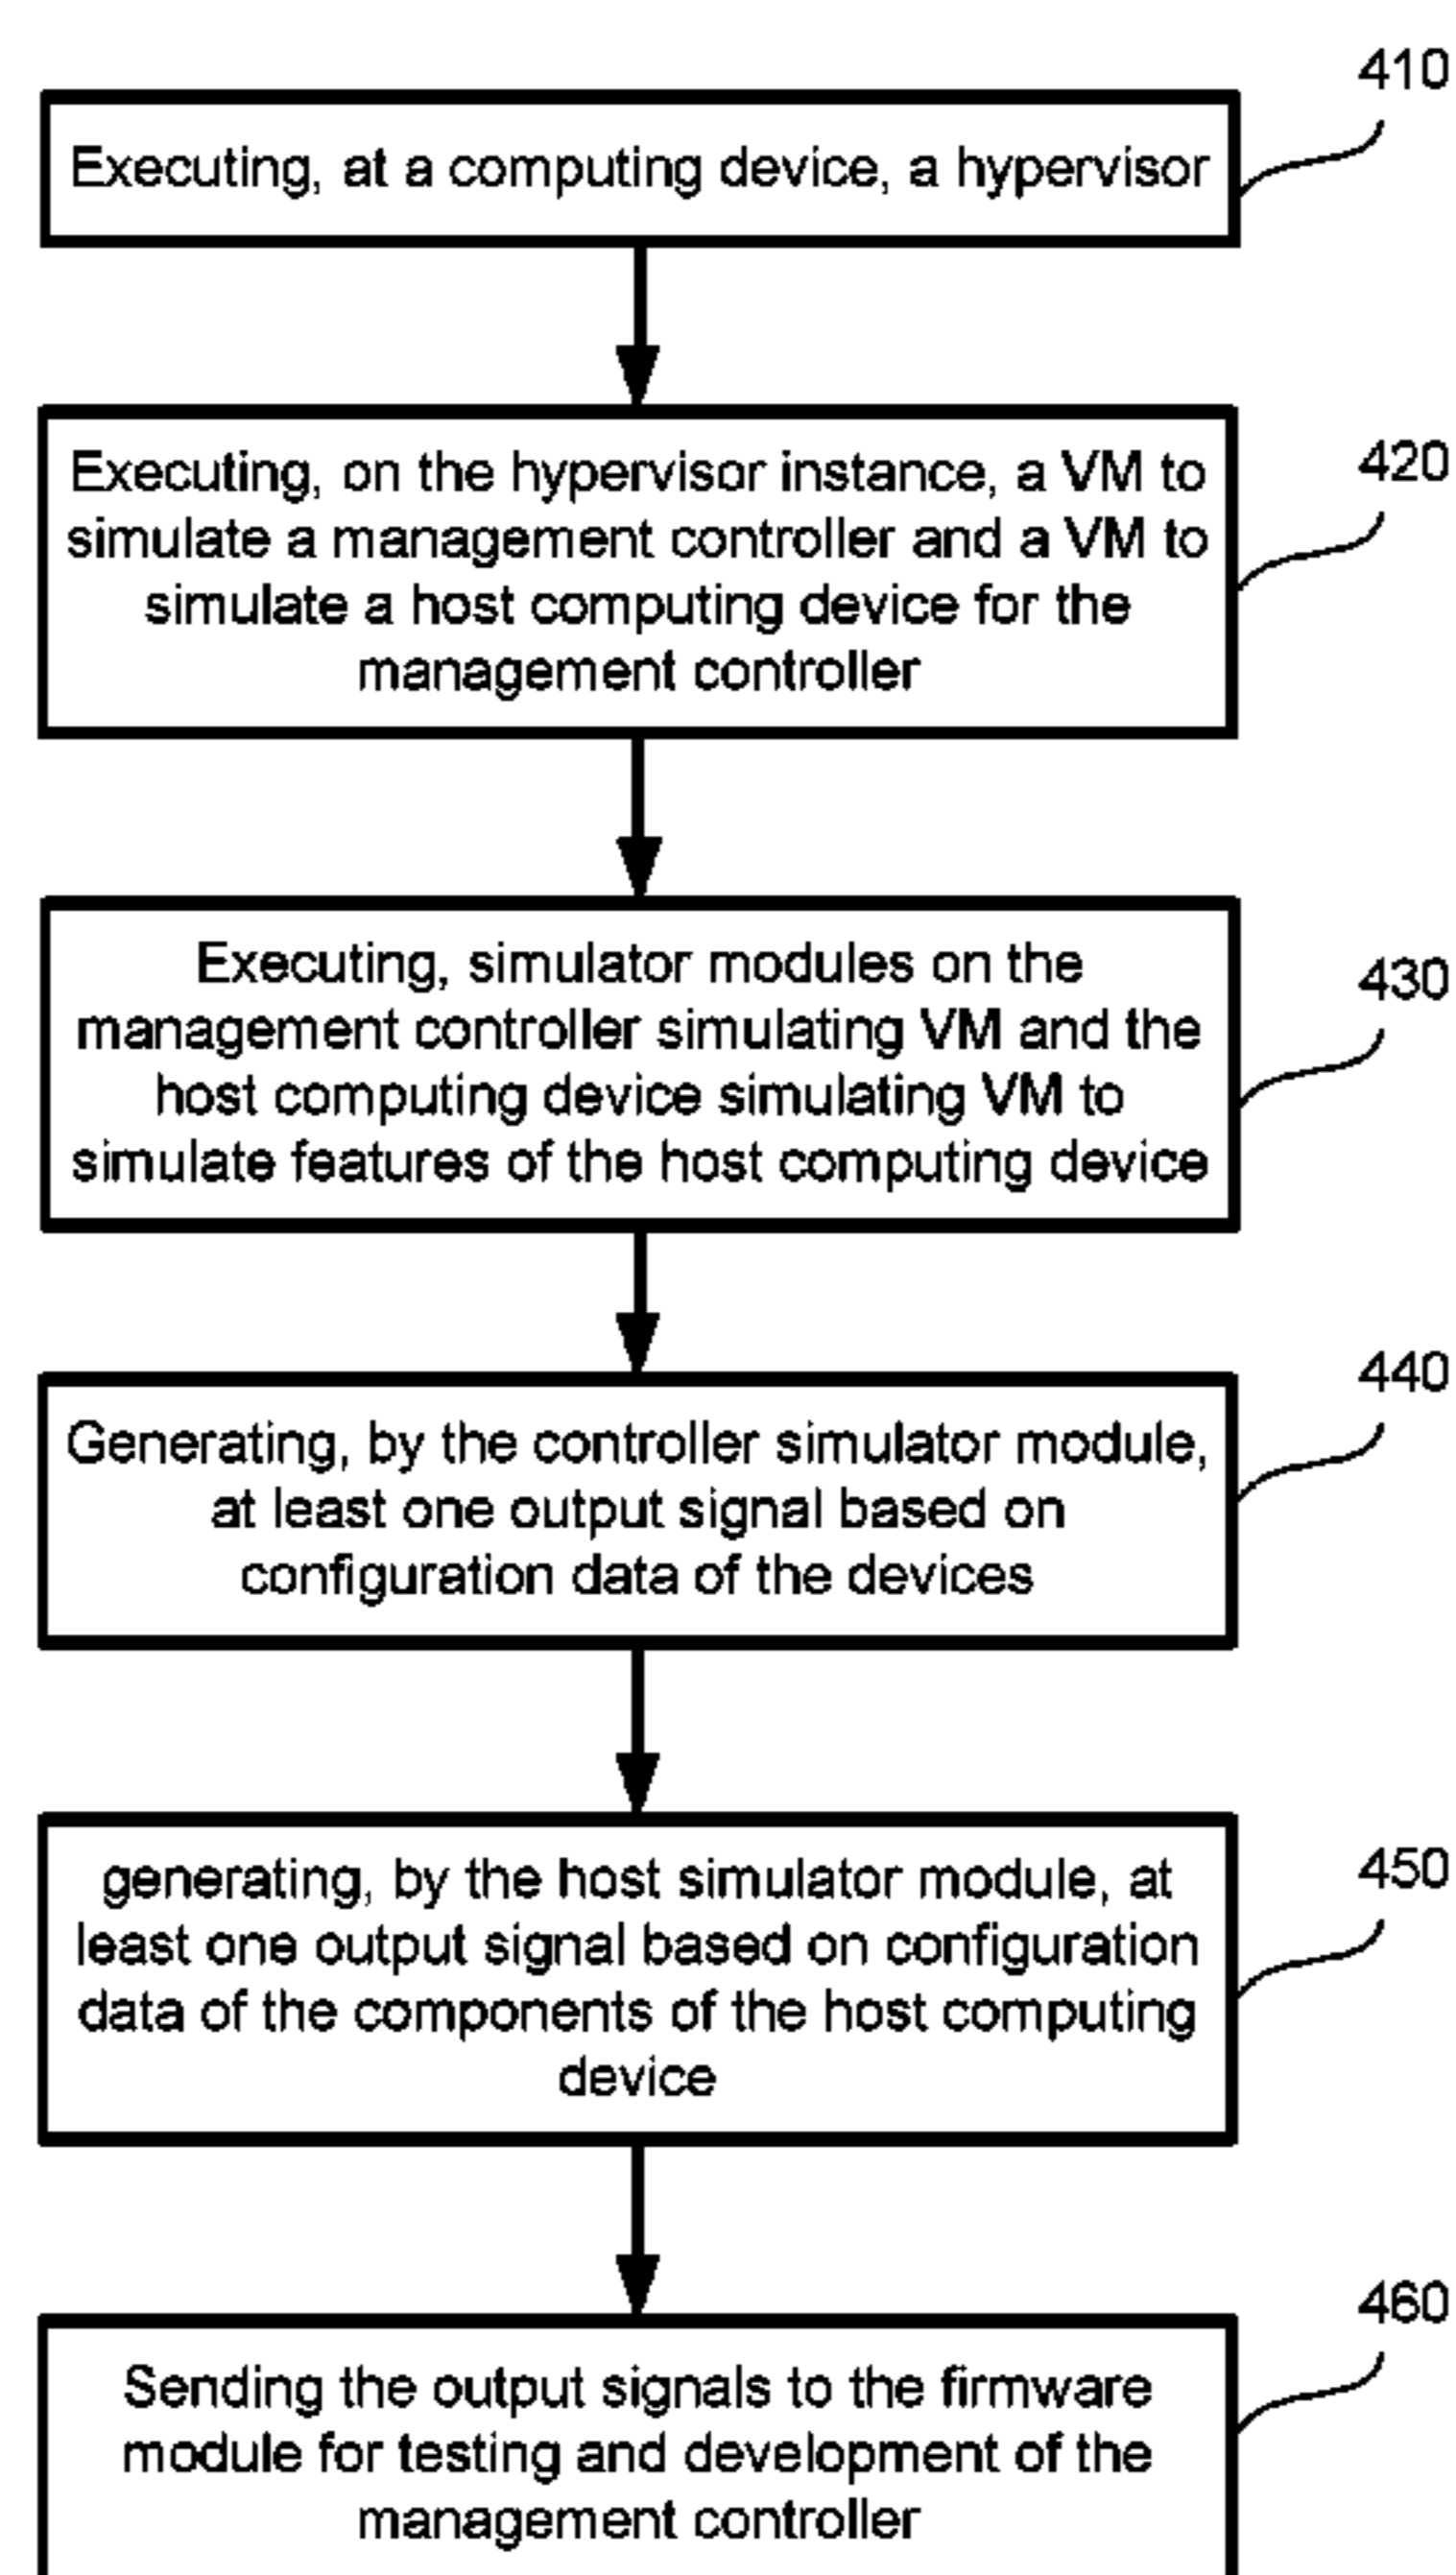 410
Executing, at a computing device, a hypervisor
420
Executing, on the hypervisor instance, a VM to
simulate a management controller and a VM to
simulate a host computing device for the
management controller
430
Executing, simulator modules on the
management controller simulating VM and the
host computing device simulating VM to
simulate features of the host computing device
440
Generating, by the controller simulator module,
at least one output signal based on
configuration data of the devices
450
generating, by the host simulator module, at
least one output signal based on configuration
data of the components of the host computing
device
460
Sending the output signals to the firmware
module for testing and development of the
management controller